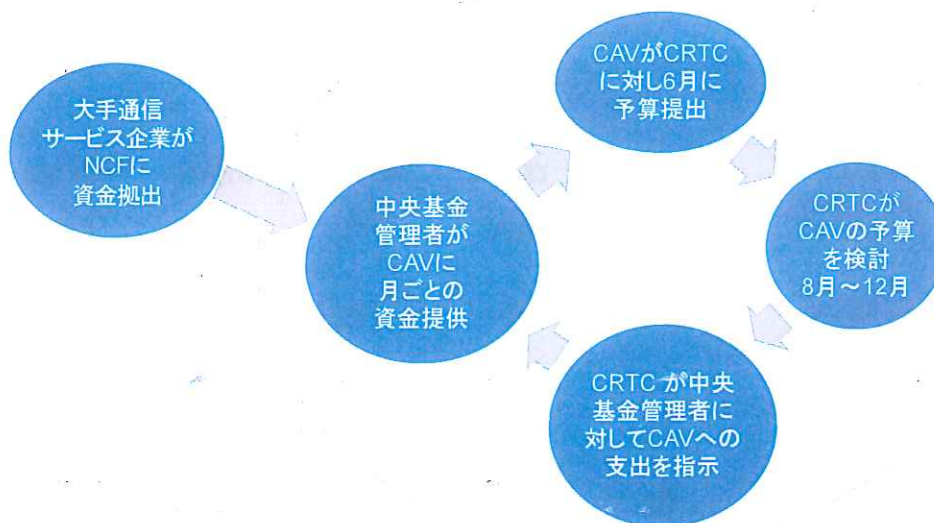 大手通信
サービス企業が
NCFに
資金拠出
中央基金
管理者が
CAVに
月ごとの
資金提供
CAVがCRTC
に対し6月に
予算提出
CRTCが
CAVの予算
を検討
8月～12月
CRTC が中央
基金管理者に
対してCAVへの
支出を指示